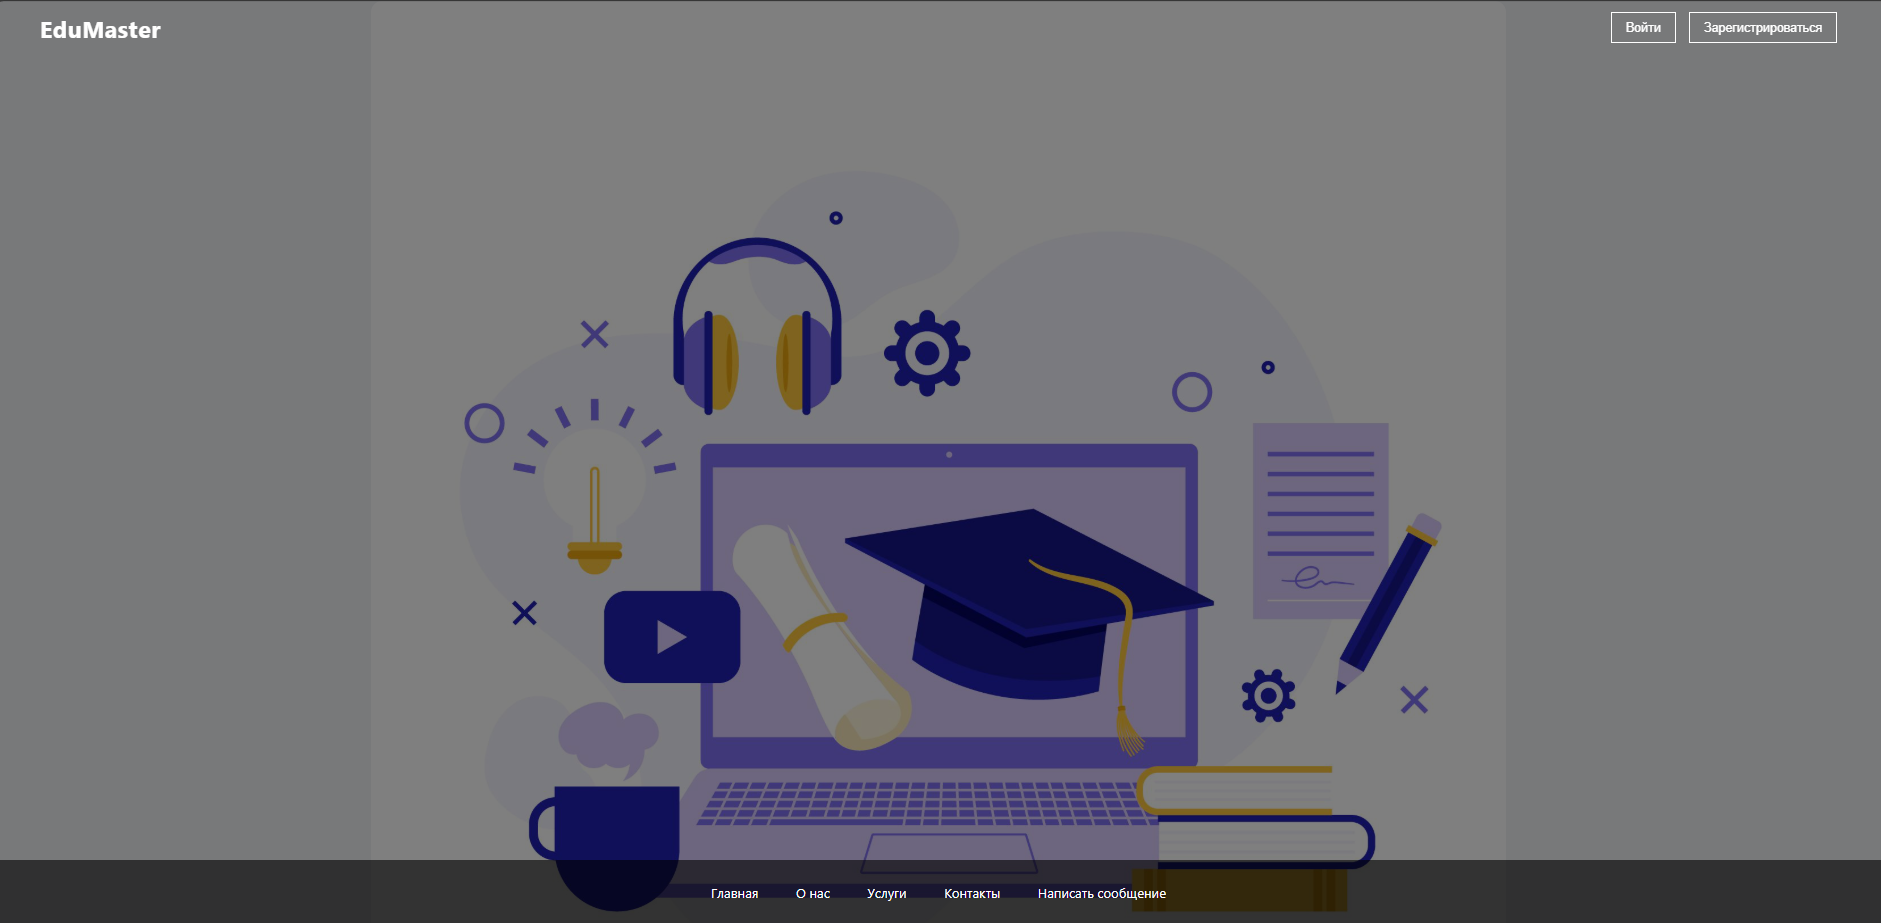 EduMaster
Войти
Зарегистрироваться
Главная
О нас
Услуги
Контакты
Написать сообщение